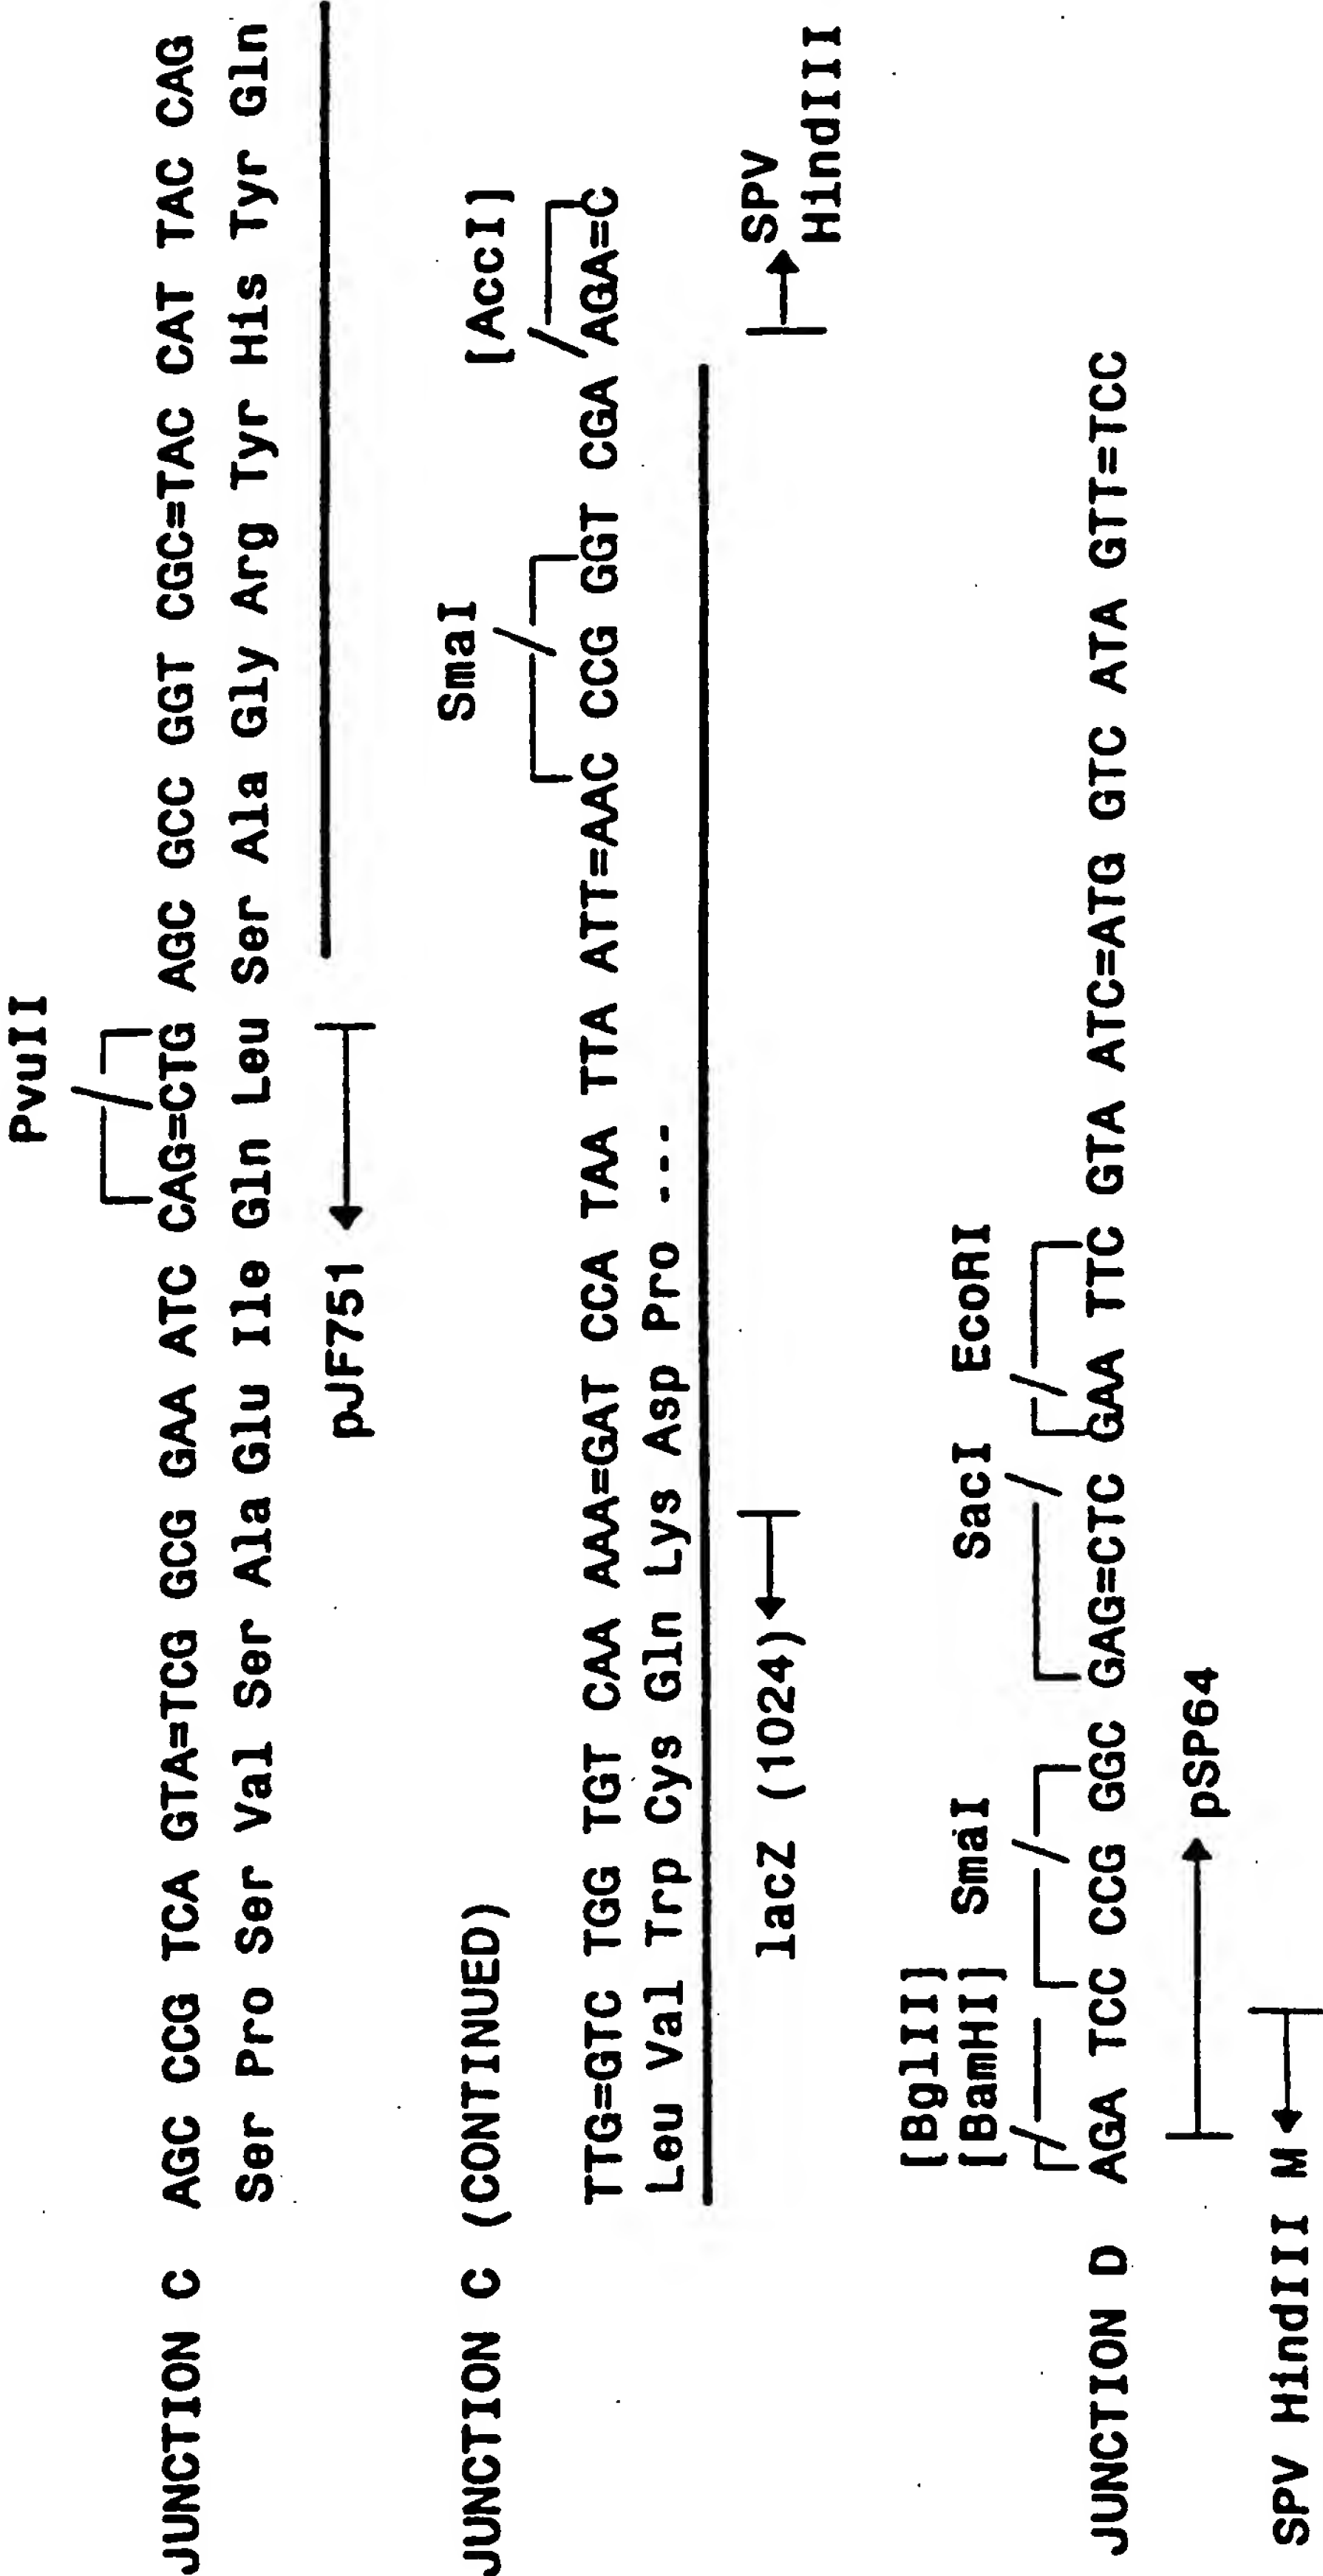 PvuII
JUNCTION C AGC CCG TCA GTA=TCG GCG GAA ATC CAG=CTG AGC GCC GGT CGC=TAC CAT TAC CAG
Ser Pro Ser Val Ser Ala Glu Ile Gln Leu Ser Ala Gly Arg Tyr His Tyr Gln
pJF751
JUNCTION C (CONTINUED)
SmaI [AccI]
TTG=GTC TGG TGT CAA AAA=GAT CCA TAA TTA ATT=AAC CCG GGT CGA AGA=C
Leu Val Trp Cys Gln Lys Asp Pro ---
lacZ (1024)
SPV
HindIII
[BglII]
[BamHI] SmaI SacI EcoRI
JUNCTION D AGA TCC CCG GGC GAG=CTC GAA TTC GTA ATC=ATG GTC ATA GTT=TCC
pSP64
SPV HindIII M